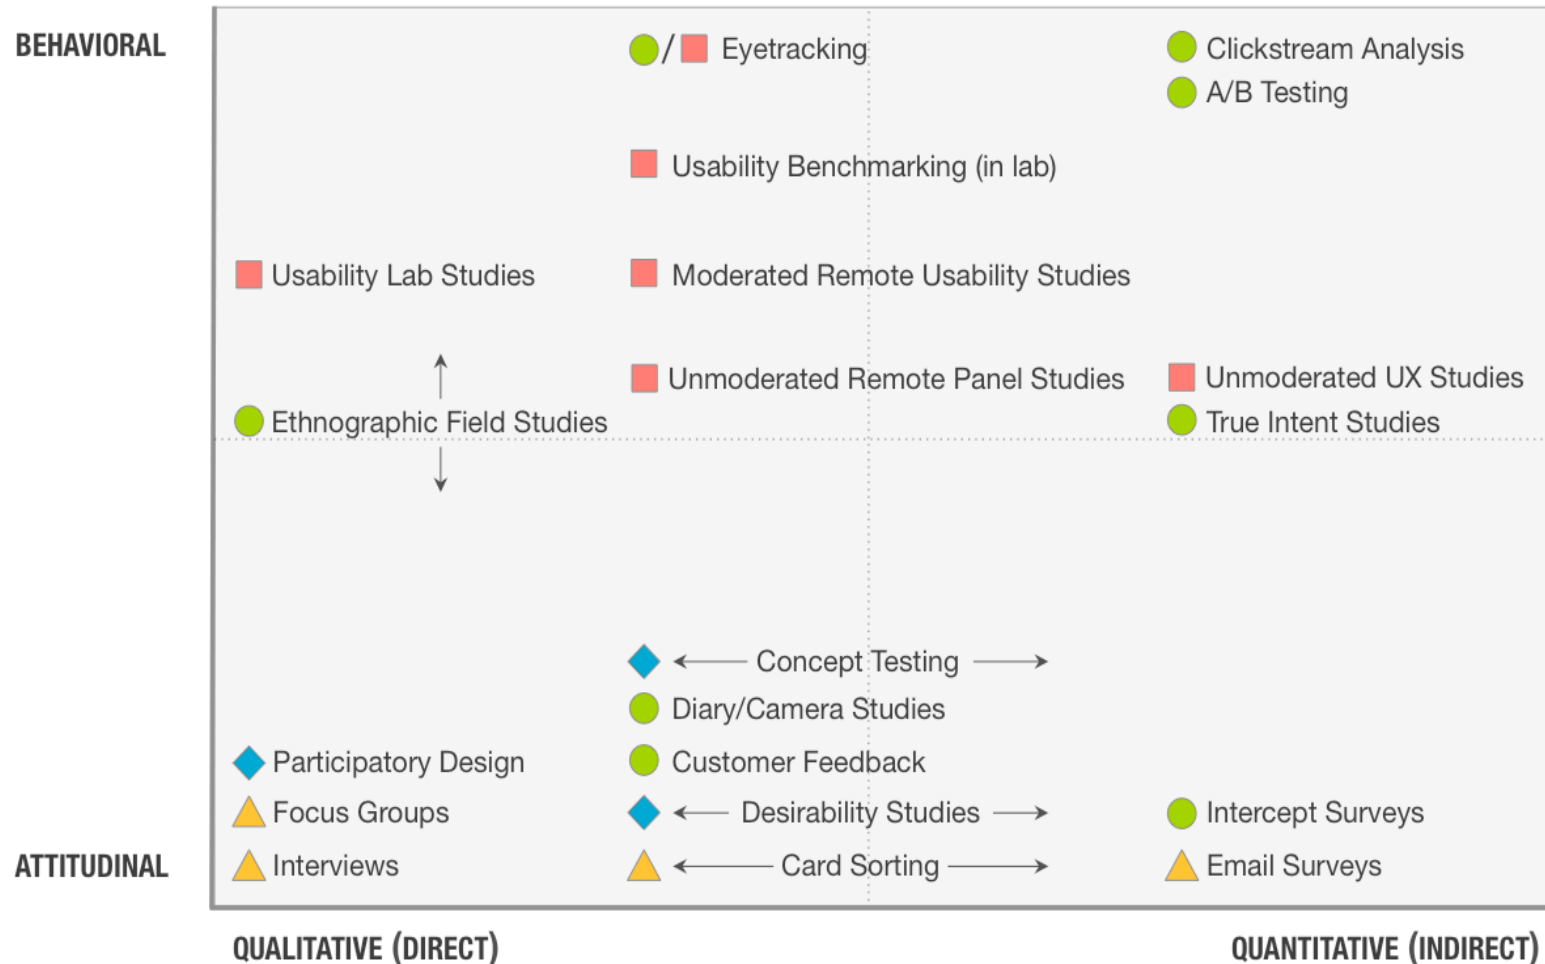 BEHAVIORAL
/ Eyetracking
Clickstream Analysis
A/B Testing
Usability Benchmarking (in lab)
Usability Lab Studies
Moderated Remote Usability Studies
Unmoderated Remote Panel Studies
Unmoderated UX Studies
Ethnographic Field Studies
True Intent Studies
Concept Testing
Diary/Camera Studies
Participatory Design
Customer Feedback
Focus Groups
Desirability Studies
Intercept Surveys
ATTITUDINAL
Interviews
Card Sorting
Email Surveys
QUALITATIVE (DIRECT)
QUANTITATIVE (INDIRECT)